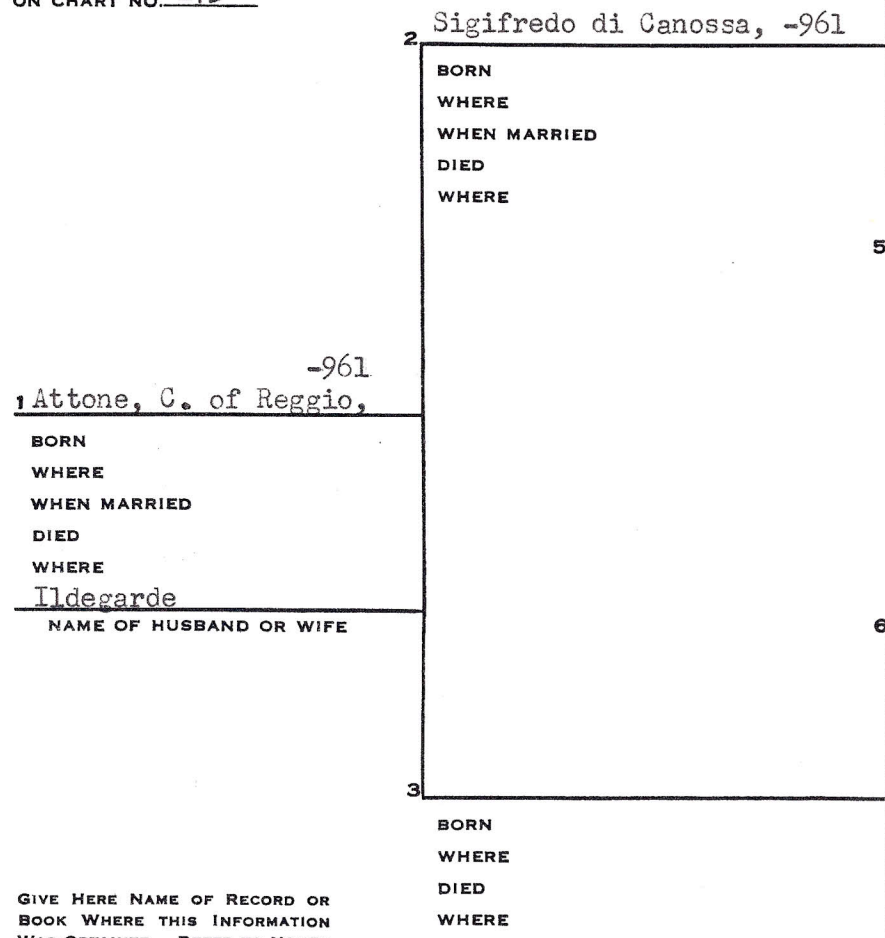 ON CHART NO.
2 Sigifredo di Canossa, -961
BORN
WHERE
WHEN MARRIED
DIED
WHERE
5
-961
1 Attone, C. of Reggio,
BORN
WHERE
WHEN MARRIED
DIED
WHERE
Ildegarde
NAME OF HUSBAND OR WIFE
6
3
BORN
WHERE
DIED
WHERE
GIVE HERE NAME OF RECORD OR
BOOK WHERE THIS INFORMATION